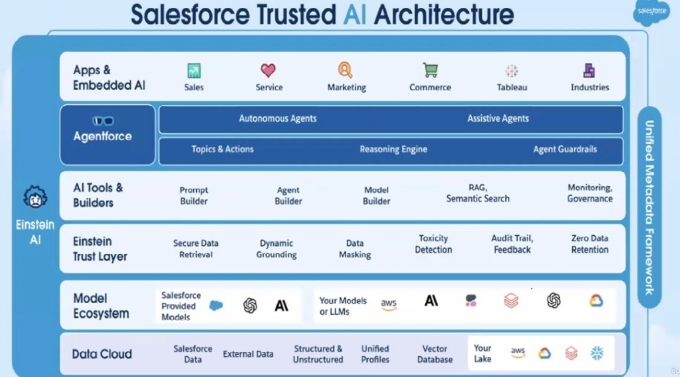 Salesforce Trusted AI Architecture
salesforce
Apps &
Embedded AI
Sales
Service
Marketing
Commerce
Tableau
Industries
Agentforce
Autonomous Agents
Assistive Agents
Topics & Actions
Reasoning Engine
Agent Guardrails
AI Tools &
Builders
Prompt
Builder
Agent
Builder
Model
Builder
RAG,
Semantic Search
Monitoring,
Governance
Einstein
AI
Einstein
Trust Layer
Secure Data
Retrieval
Dynamic
Grounding
Data
Masking
Toxicity
Detection
Audit Trail,
Feedback
Zero Data
Retention
Model
Ecosystem
Salesforce
Provided
Models
AI
Your Models
or LLMs
aws
AI
Data Cloud
Salesforce
Data
External Data
Structured &
Unstructured
Unified
Profiles
Vector
Database
Your
Lake
aws
Unified Metadata Framework